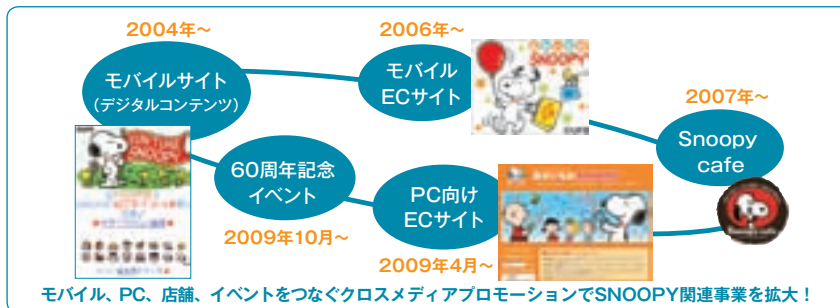 2004年～
モバイルサイト
（デジタルコンテンツ）
2006年～
モバイル
ECサイト
SNOOPY
2007年～
Snoopy
cafe
60周年記念
イベント
2009年10月～
PC向け
ECサイト
2009年4月～
Snoopy cafe
モバイル、PC、店舗、イベントをつなぐクロスメディアプロモーションでSNOOPY関連事業を拡大！